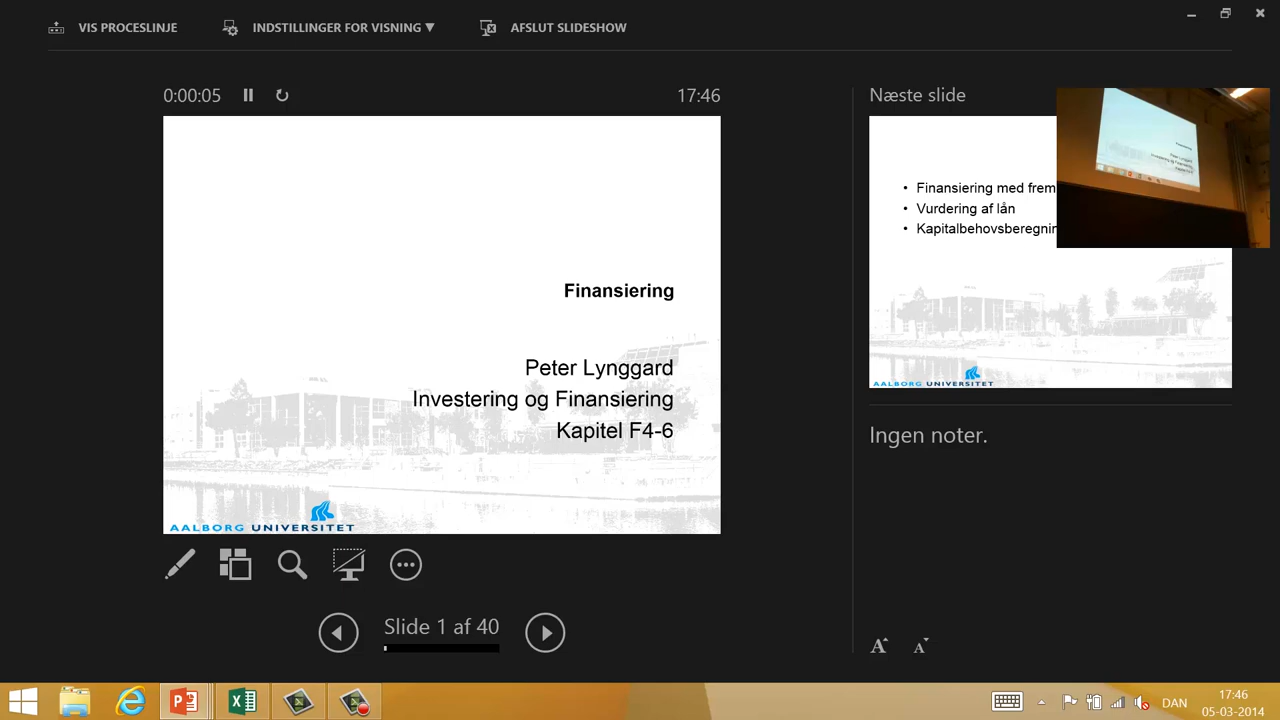 VIS PROCESLINJE
INDSTILLINGER FOR VISNING ▼
AFSLUT SLIDESHOW
0:00:05
17:46
Næste slide
Finansiering
Peter Lynggard
Investering og Finansiering
Kapitel F4-6
AALBORG UNIVERSITET
• Finansiering med frem
• Vurdering af lån
• Kapitalbehovsberegnin
AALBORG UNIVERSITET
Ingen noter.
Slide 1 af 40
A A
DAN
17:46
05-03-2014